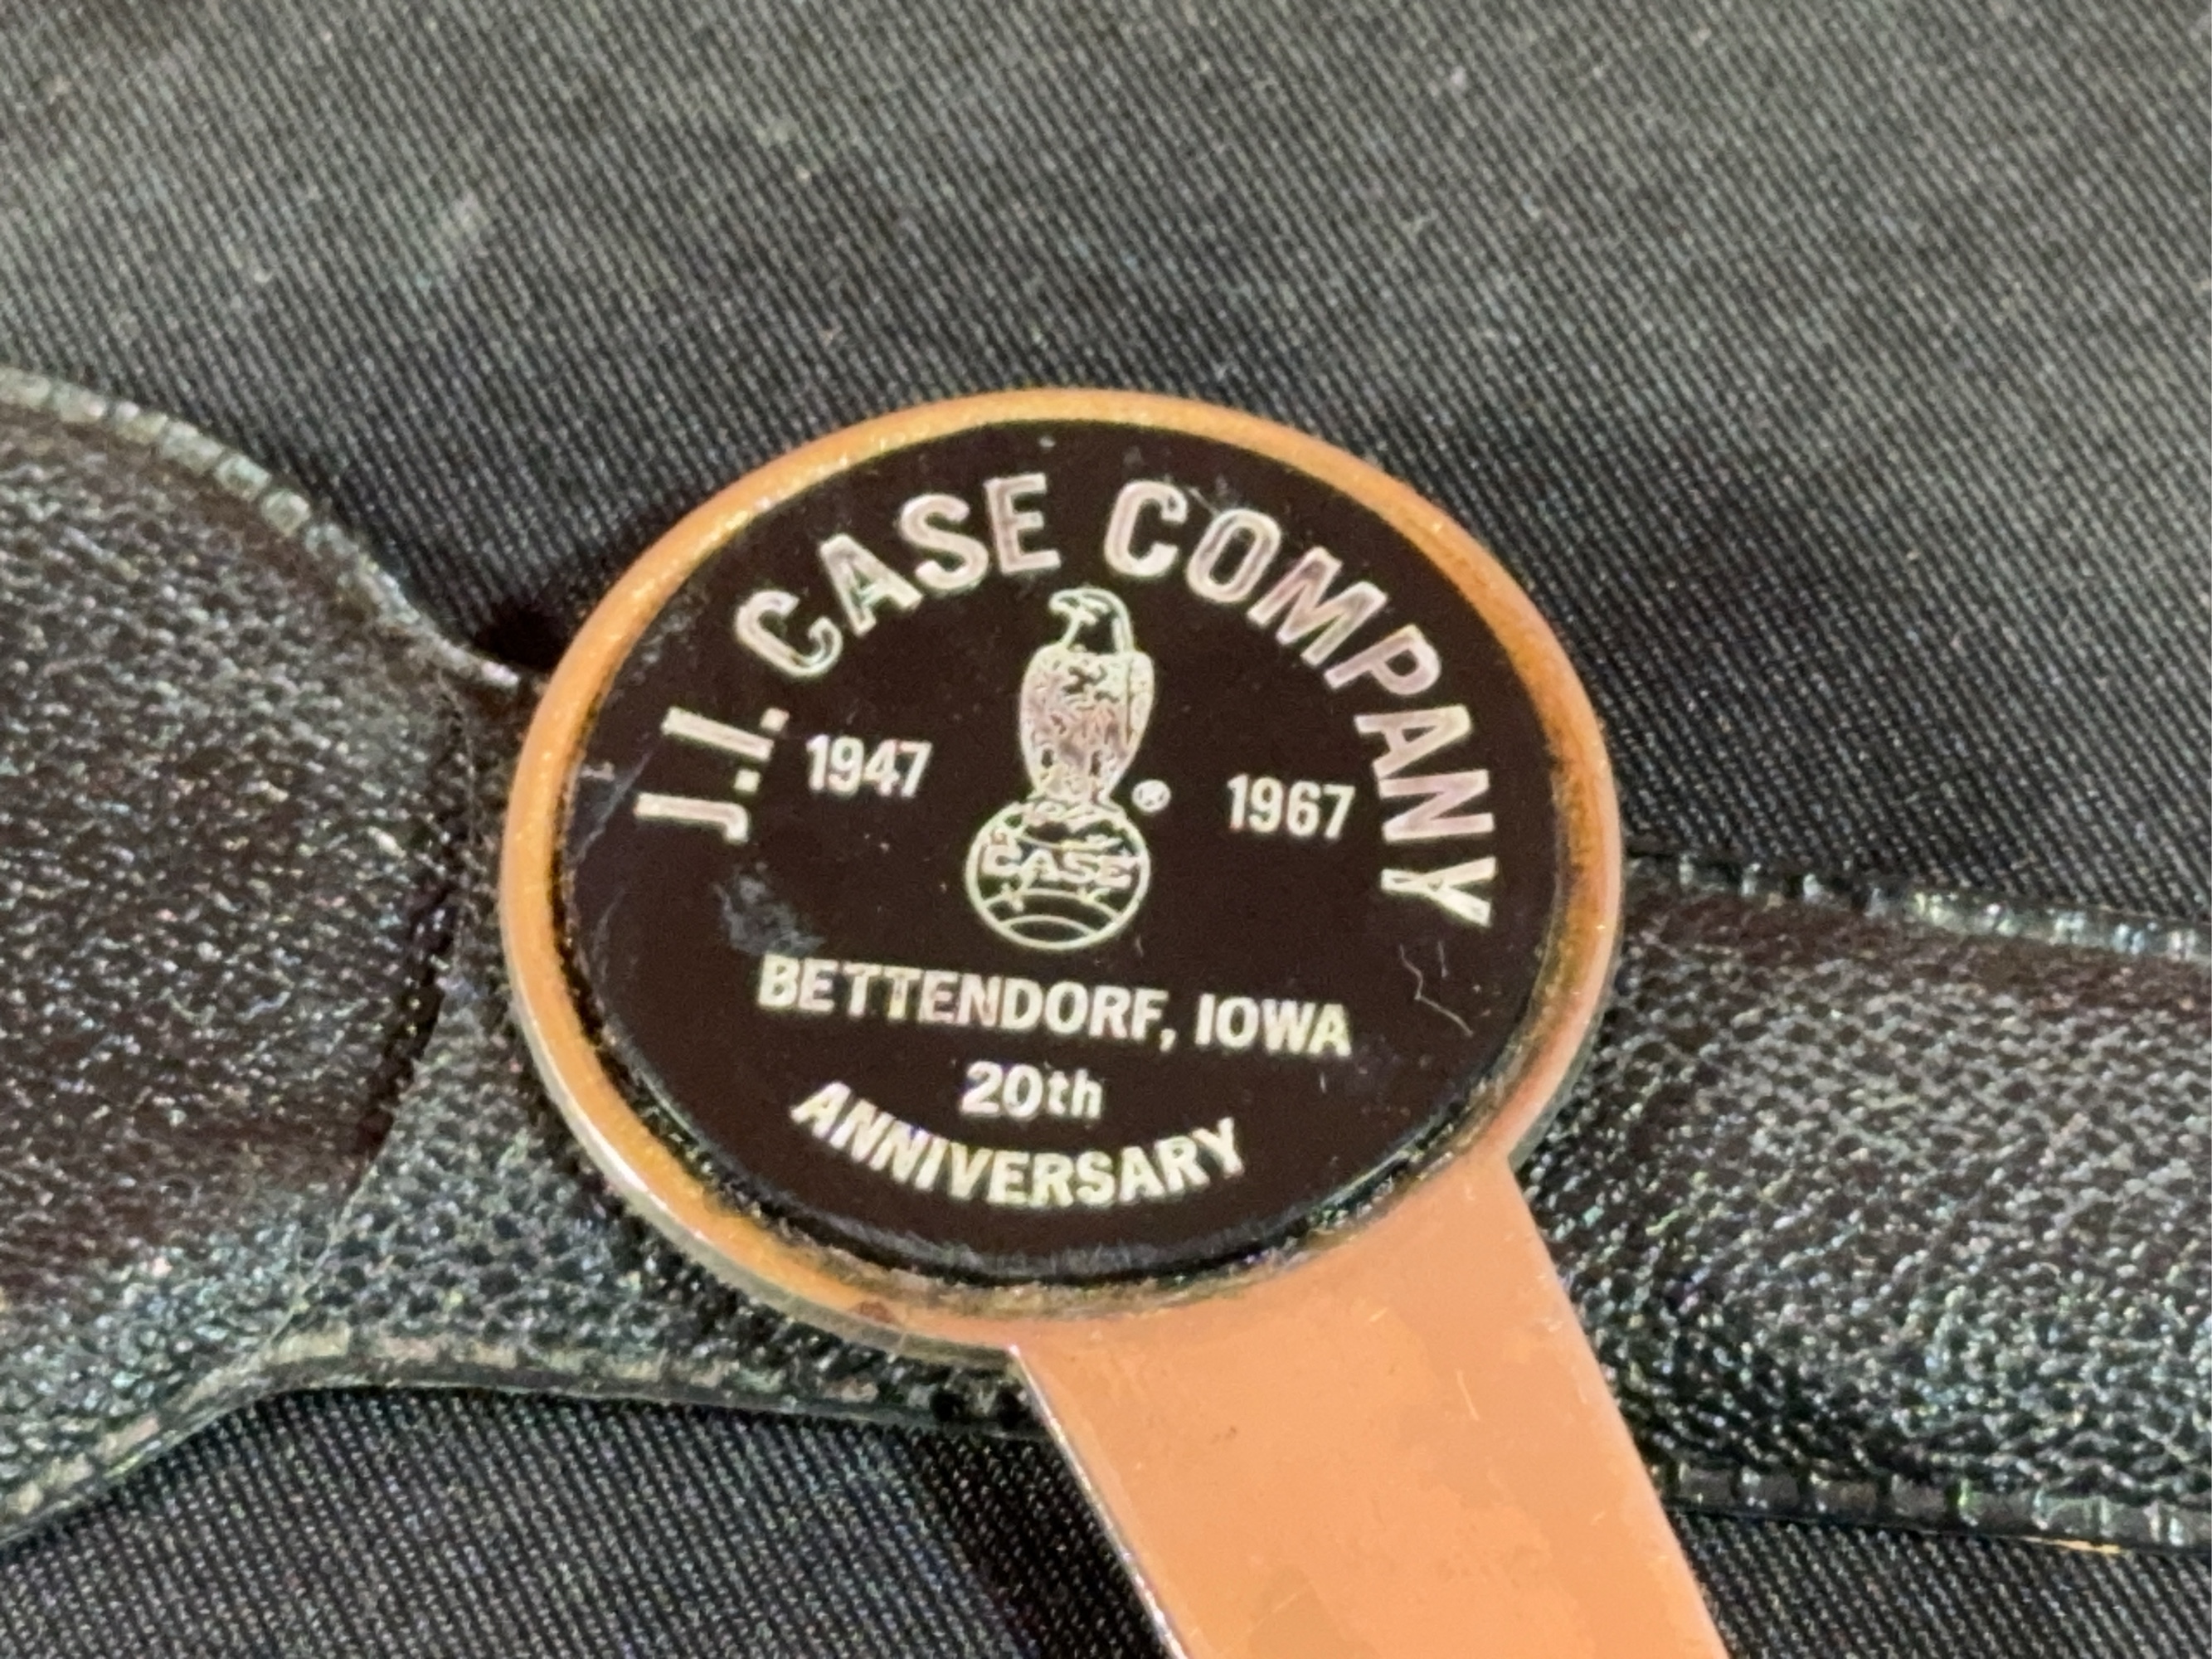 J.I. CASE COMPANY
1947 ® 1967
CASE
BETTENDORF, IOWA
20th
ANNIVERSARY